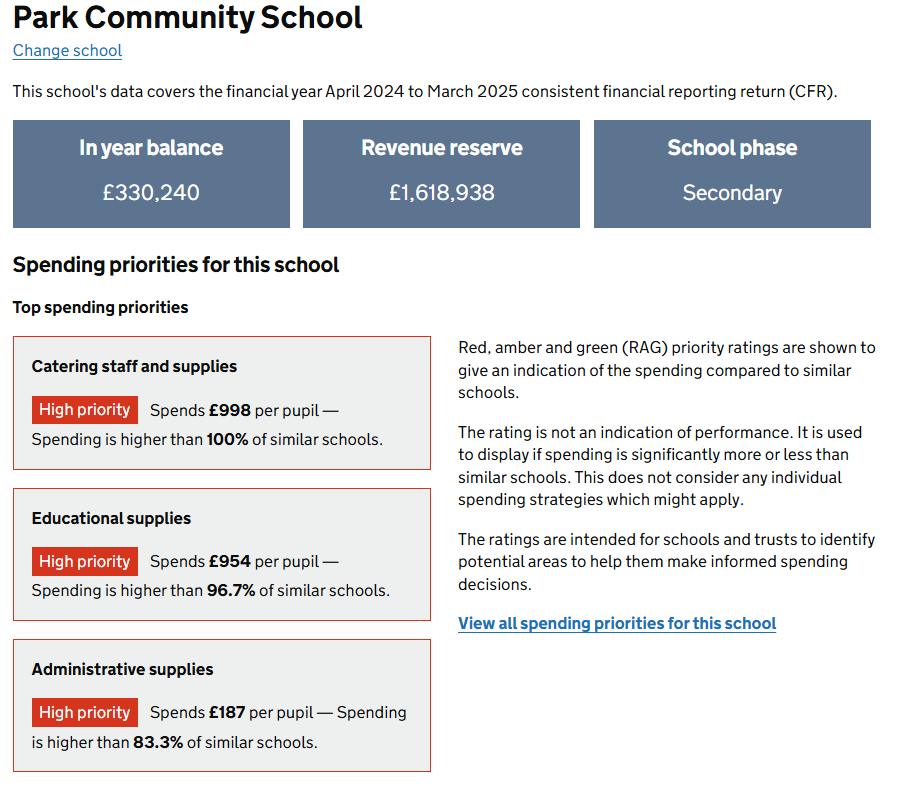 Park Community School
Change school
This school's data covers the financial year April 2024 to March 2025 consistent financial reporting return (CFR).
In year balance
£330,240
Revenue reserve
£1,618,938
School phase
Secondary
Spending priorities for this school
Top spending priorities
Catering staff and supplies
High priority Spends £998 per pupil —
Spending is higher than 100% of similar schools.
Educational supplies
High priority Spends £954 per pupil —
Spending is higher than 96.7% of similar schools.
Administrative supplies
High priority Spends £187 per pupil — Spending
is higher than 83.3% of similar schools.
Red, amber and green (RAG) priority ratings are shown to
give an indication of the spending compared to similar
schools.
The rating is not an indication of performance. It is used
to display if spending is significantly more or less than
similar schools. This does not consider any individual
spending strategies which might apply.
The ratings are intended for schools and trusts to identify
potential areas to help them make informed spending
decisions.
View all spending priorities for this school